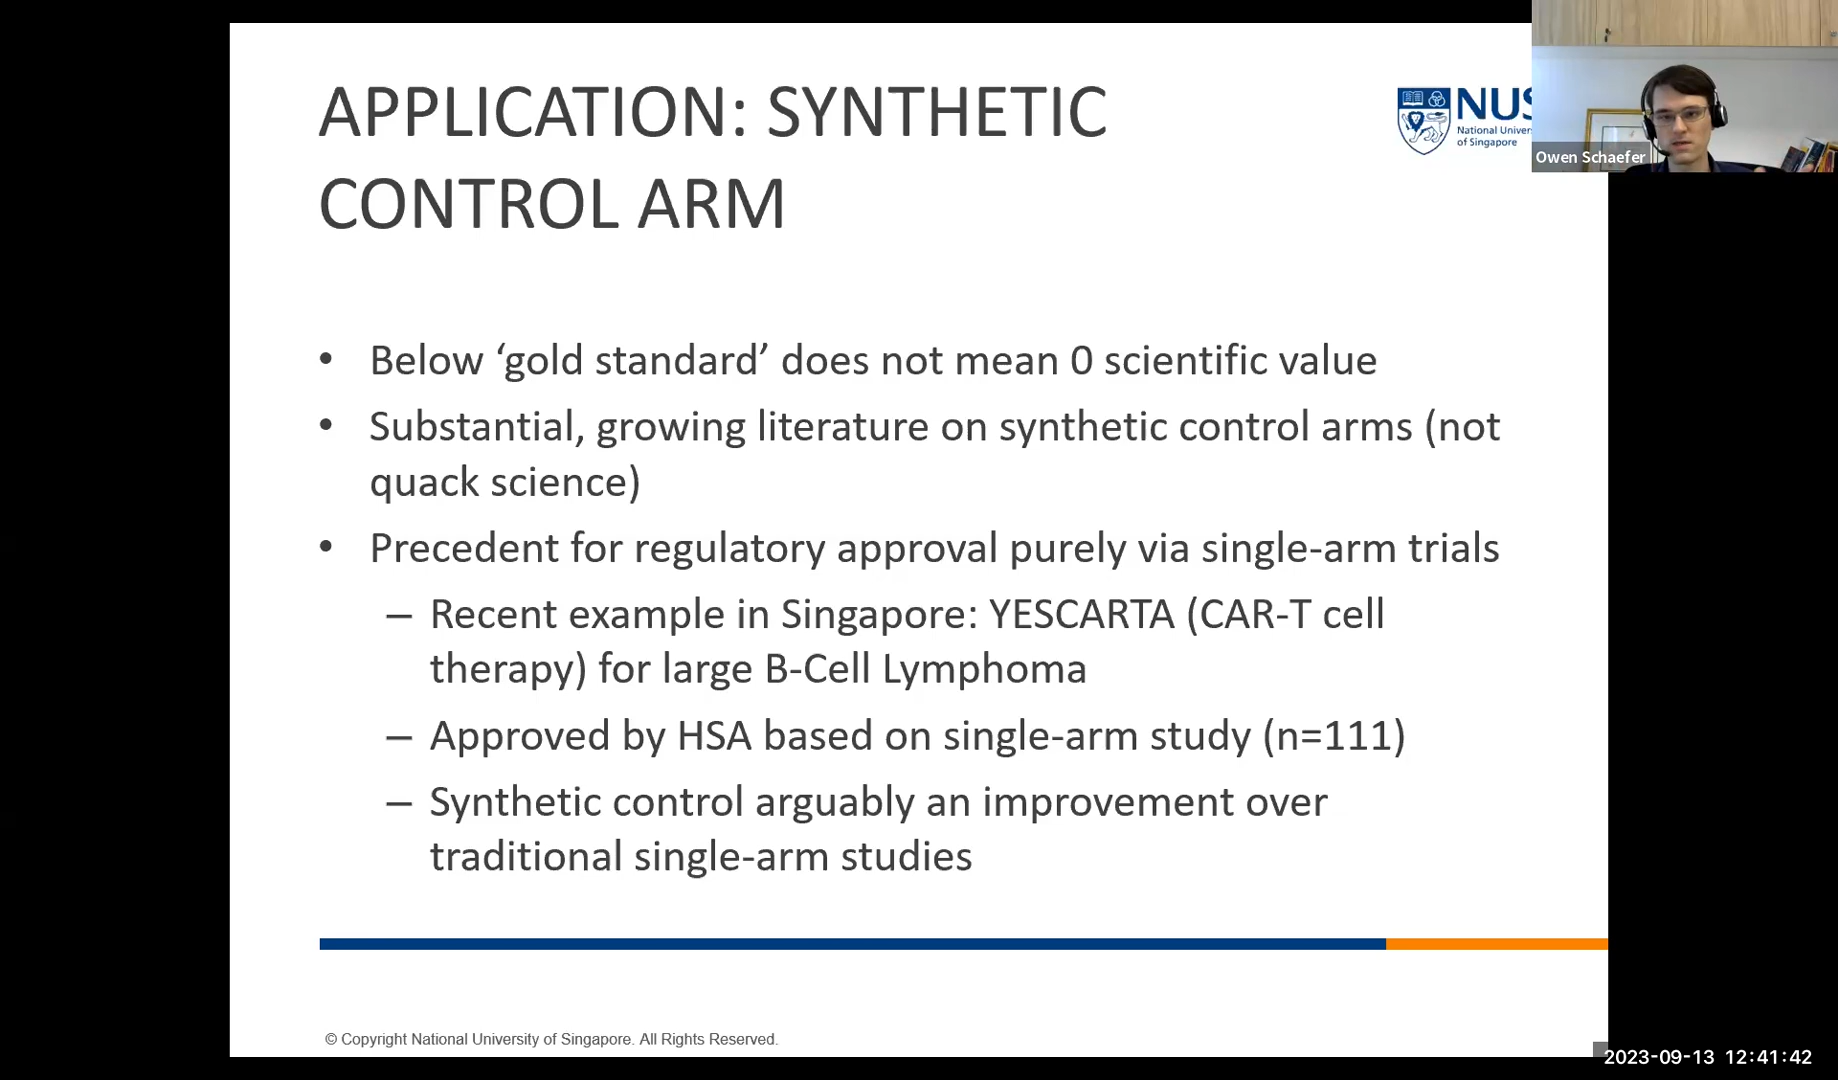 APPLICATION: SYNTHETIC
CONTROL ARM
NUS
National Univer
of Singapore
Owen Schaefer
• Below ‘gold standard’ does not mean 0 scientific value
• Substantial, growing literature on synthetic control arms (not
quack science)
• Precedent for regulatory approval purely via single-arm trials
– Recent example in Singapore: YESCARTA (CAR-T cell
therapy) for large B-Cell Lymphoma
– Approved by HSA based on single-arm study (n=111)
– Synthetic control arguably an improvement over
traditional single-arm studies
© Copyright National University of Singapore. All Rights Reserved.
2023-09-13 12:41:42